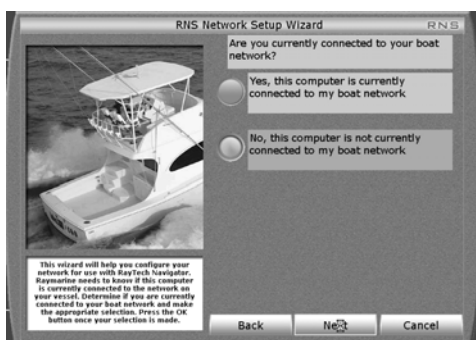 RNS Network Setup Wizard
RNS
Are you currently connected to your boat
network?
Yes, this computer is currently
connected to my boat network
No, this computer is not currently
connected to my boat network
This wizard will help you configure your
network for use with RayTech Navigator.
Raymarine needs to know if this computer
is currently connected to the network on
your vessel. Determine if you are currently
connected to your boat network and make
the appropriate selection. Press the OK
button once your selection is made.
Back
Next
Cancel